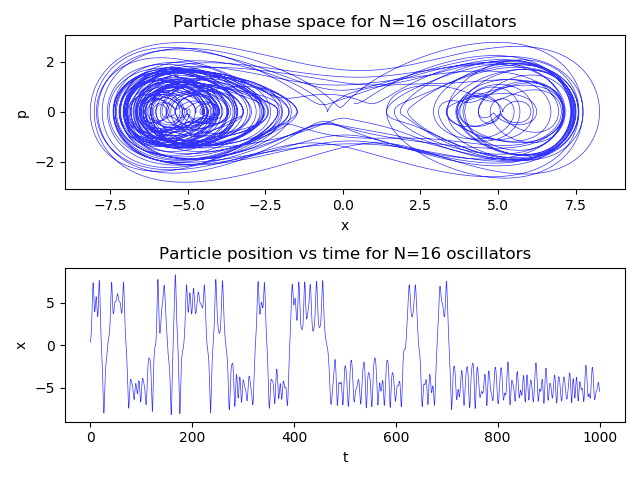 Particle phase space for N=16 oscillators
2
0
−2
p
−7.5 −5.0 −2.5 0.0 2.5 5.0 7.5
x
Particle position vs time for N=16 oscillators
5
0
−5
x
0 200 400 600 800 1000
t